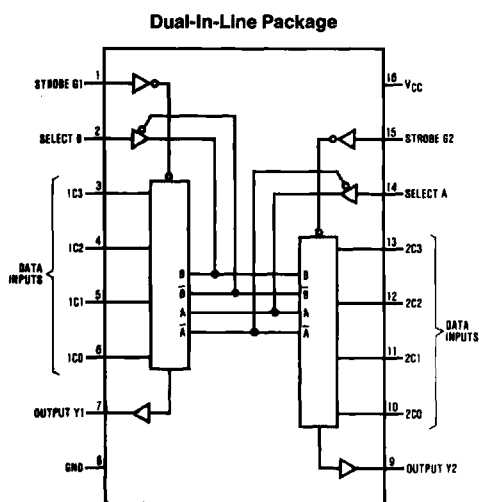 Dual-In-Line Package
STROBE G1
1
16
VCC
SELECT B
2
15
STROBE G2
14
SELECT A
1C3
3
13
2C3
1C2
4
12
2C2
DATA
INPUTS
DATA
INPUTS
1C1
5
11
2C1
1C0
6
10
2C0
B
B
B̅
B̅
A
A
A̅
A̅
OUTPUT Y1
7
9
OUTPUT Y2
GND
8